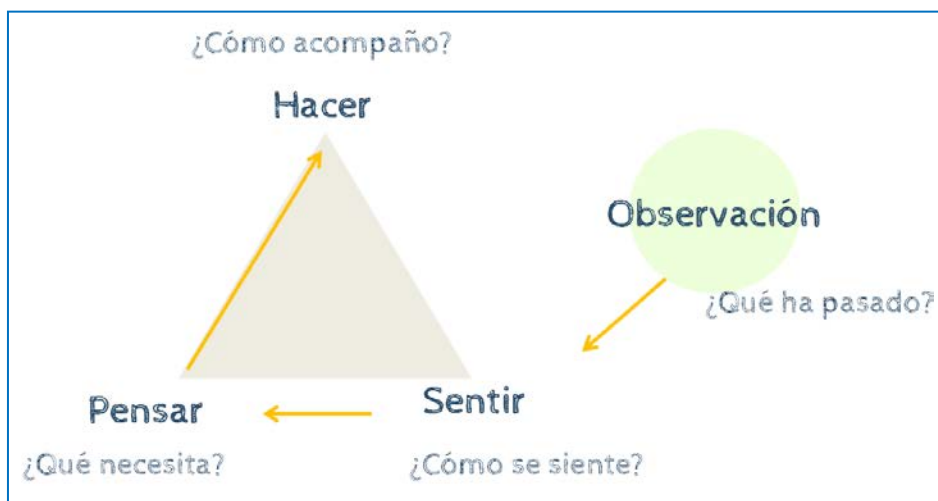 ¿Cómo acompaño?
Hacer
Observación
¿Qué ha pasado?
Sentir
¿Cómo se siente?
Pensar
¿Qué necesita?